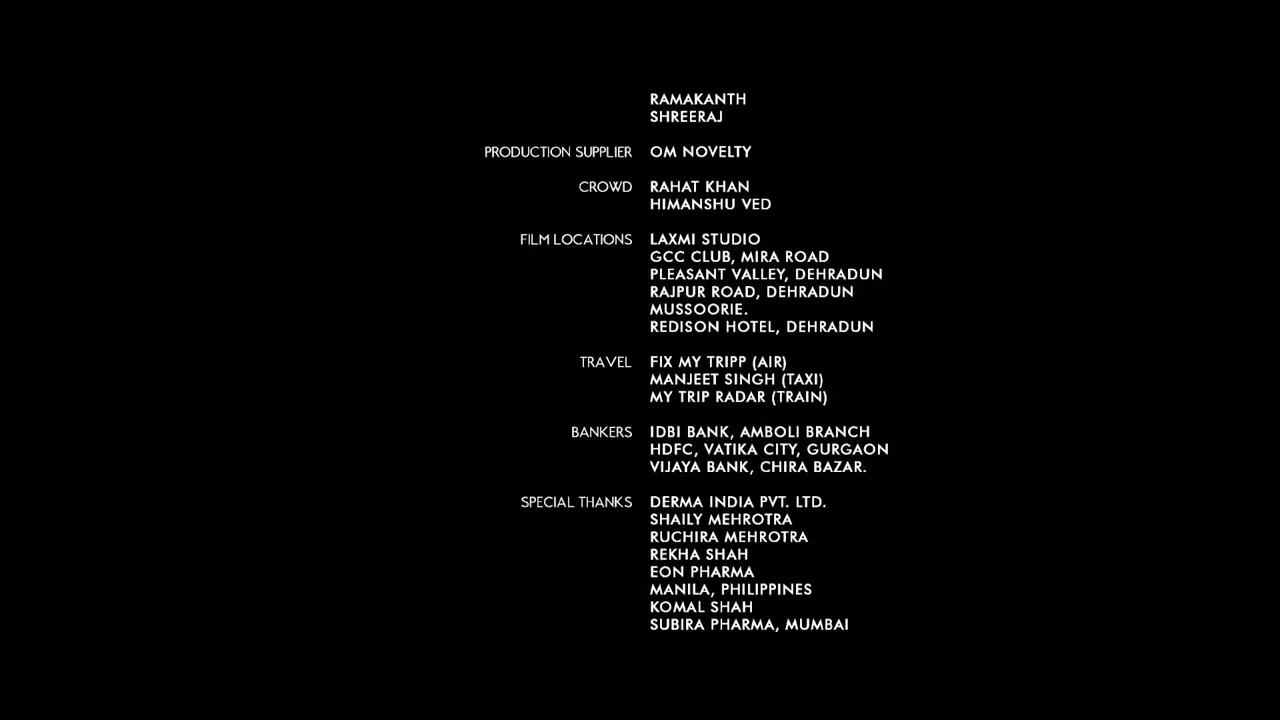 RAMAKANTH
SHREERAJ
PRODUCTION SUPPLIER OM NOVELTY
CROWD RAHAT KHAN
HIMANSHU VED
FILM LOCATIONS LAXMI STUDIO
GCC CLUB, MIRA ROAD
PLEASANT VALLEY, DEHRADUN
RAJPUR ROAD, DEHRADUN
MUSSOORIE.
REDISON HOTEL, DEHRADUN
TRAVEL FIX MY TRIPP (AIR)
MANJEET SINGH (TAXI)
MY TRIP RADAR (TRAIN)
BANKERS IDBI BANK, AMBOLI BRANCH
HDFC, VATIKA CITY, GURGAON
VIJAYA BANK, CHIRA BAZAR.
SPECIAL THANKS DERMA INDIA PVT. LTD.
SHAILY MEHROTRA
RUCHIRA MEHROTRA
REKHA SHAH
EON PHARMA
MANILA, PHILIPPINES
KOMAL SHAH
SUBIRA PHARMA, MUMBAI